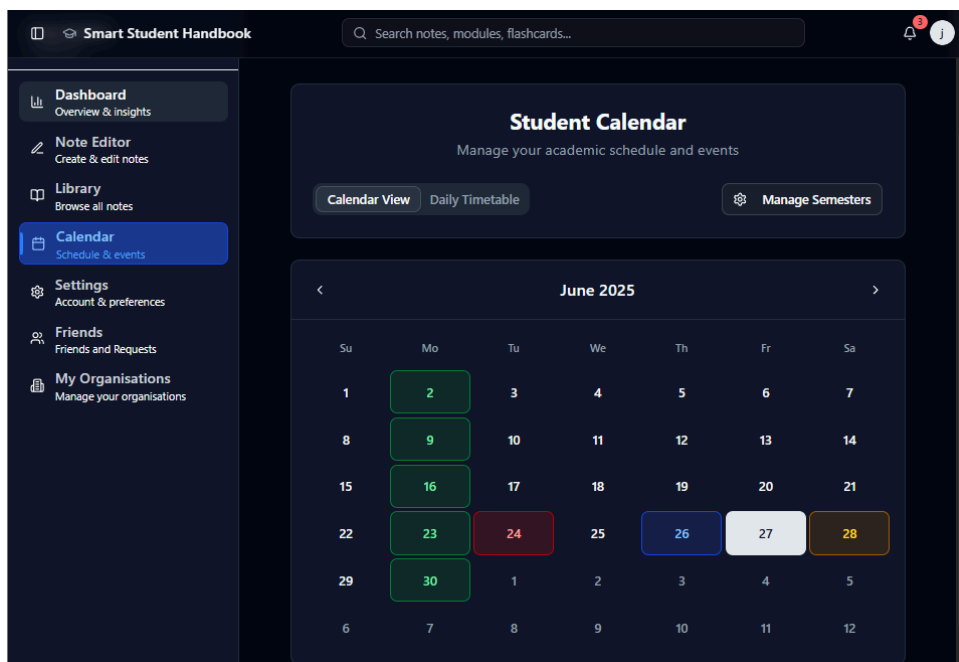 Smart Student Handbook
Search notes, modules, flashcards...
3
j
Dashboard
Overview & insights
Note Editor
Create & edit notes
Library
Browse all notes
Calendar
Schedule & events
Settings
Account & preferences
Friends
Friends and Requests
My Organisations
Manage your organisations
Student Calendar
Manage your academic schedule and events
Calendar View Daily Timetable Manage Semesters
June 2025
Su Mo Tu We Th Fr Sa
1 2 3 4 5 6 7
8 9 10 11 12 13 14
15 16 17 18 19 20 21
22 23 24 25 26 27 28
29 30 1 2 3 4 5
6 7 8 9 10 11 12